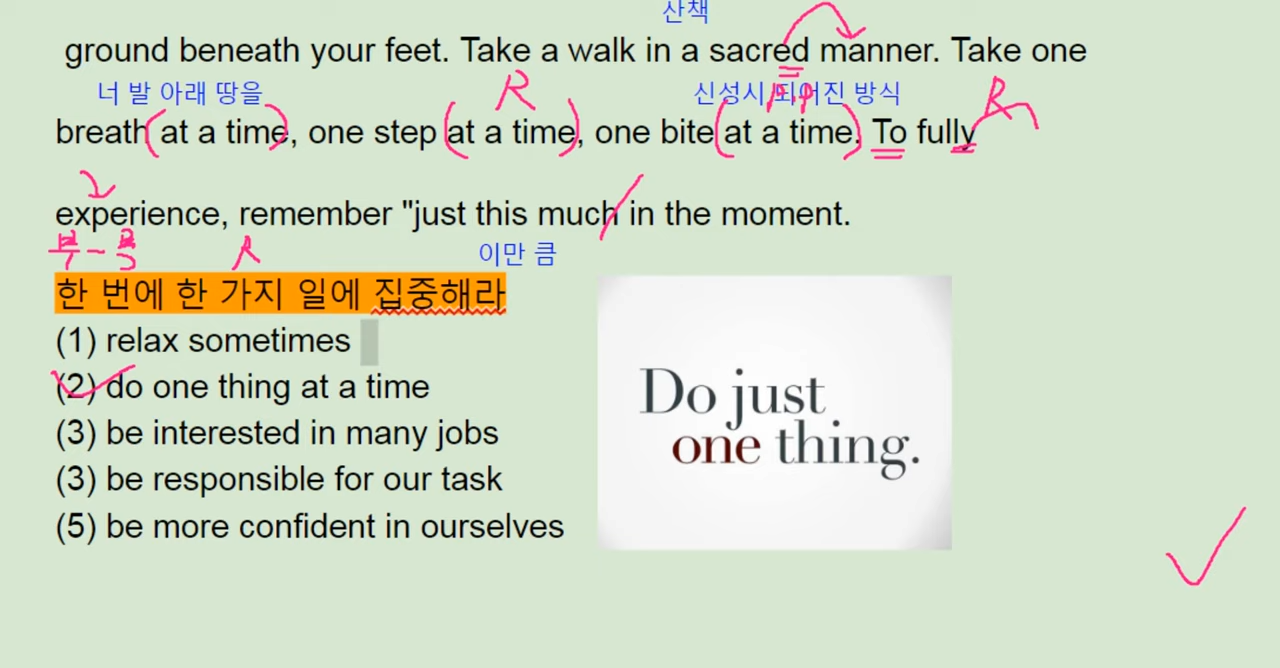 산책
ground beneath your feet. Take a walk in a sacred manner. Take one
너 발 아래 땅을 R 신성시 되어진 방식
P.P
breath (at a time), one step (at a time), one bite (at a time). To fully
experience, remember "just this much / in the moment.
부-동
이만 큼
한 번에 한 가지 일에 집중해라
(1) relax sometimes
(2) do one thing at a time
(3) be interested in many jobs
(3) be responsible for our task
(5) be more confident in ourselves
Do just
one thing.